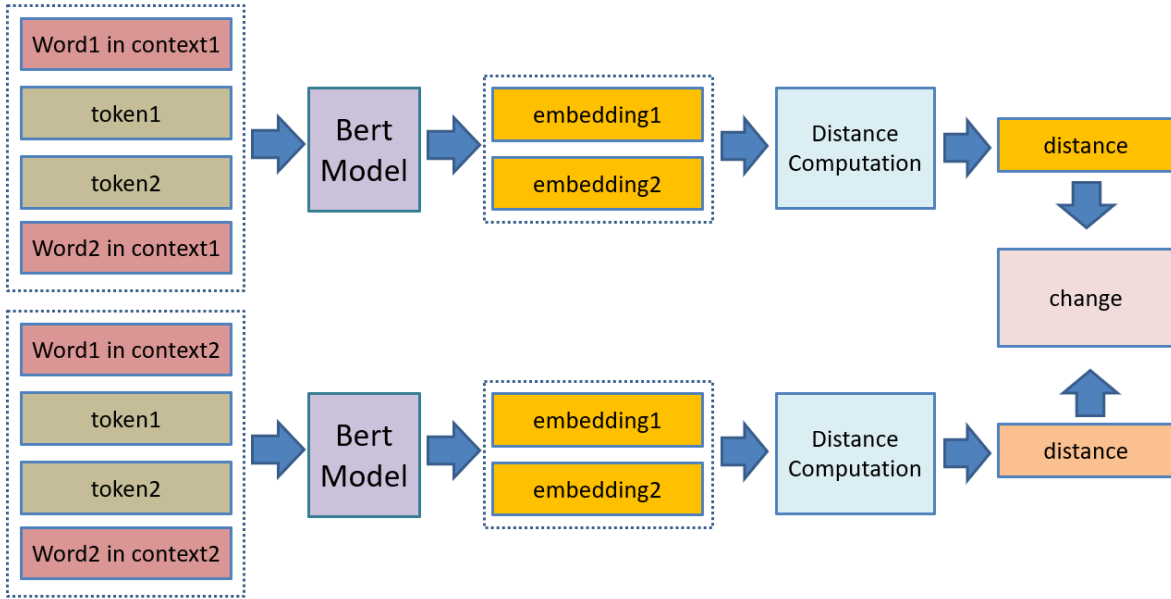 Word1 in context1
token1
token2
Word2 in context1
Bert
Model
embedding1
embedding2
Distance
Computation
distance
change
Word1 in context2
token1
token2
Word2 in context2
Bert
Model
embedding1
embedding2
Distance
Computation
distance